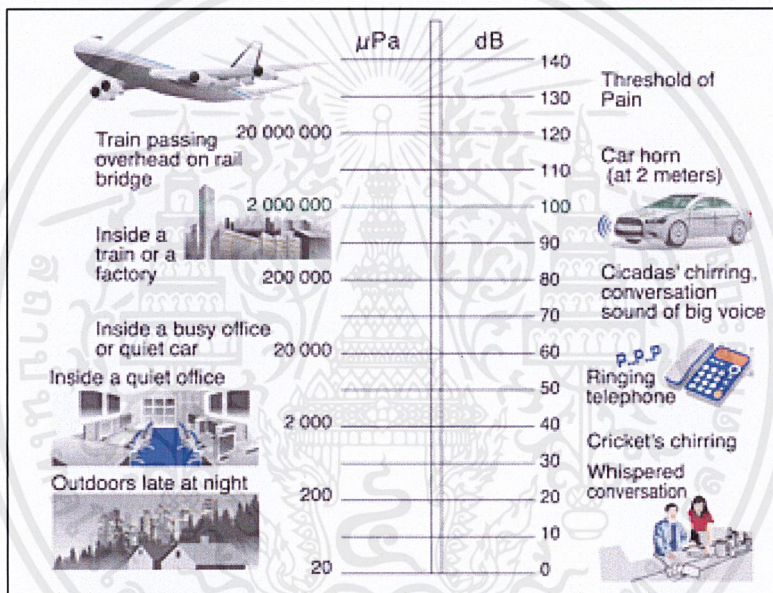 µPa dB
140
Threshold of
Pain
130
Train passing
overhead on rail
bridge
20 000 000
120
110
Car horn
(at 2 meters)
2 000 000
100
Inside a
train or a
factory
90
200 000
80
Cicadas' chirring,
conversation
sound of big voice
70
Inside a busy office
or quiet car
20 000
60
P..P..P
Ringing
telephone
Inside a quiet office
50
2 000
40
Cricket's chirring
30
Whispered
conversation
Outdoors late at night
200
20
10
20
0